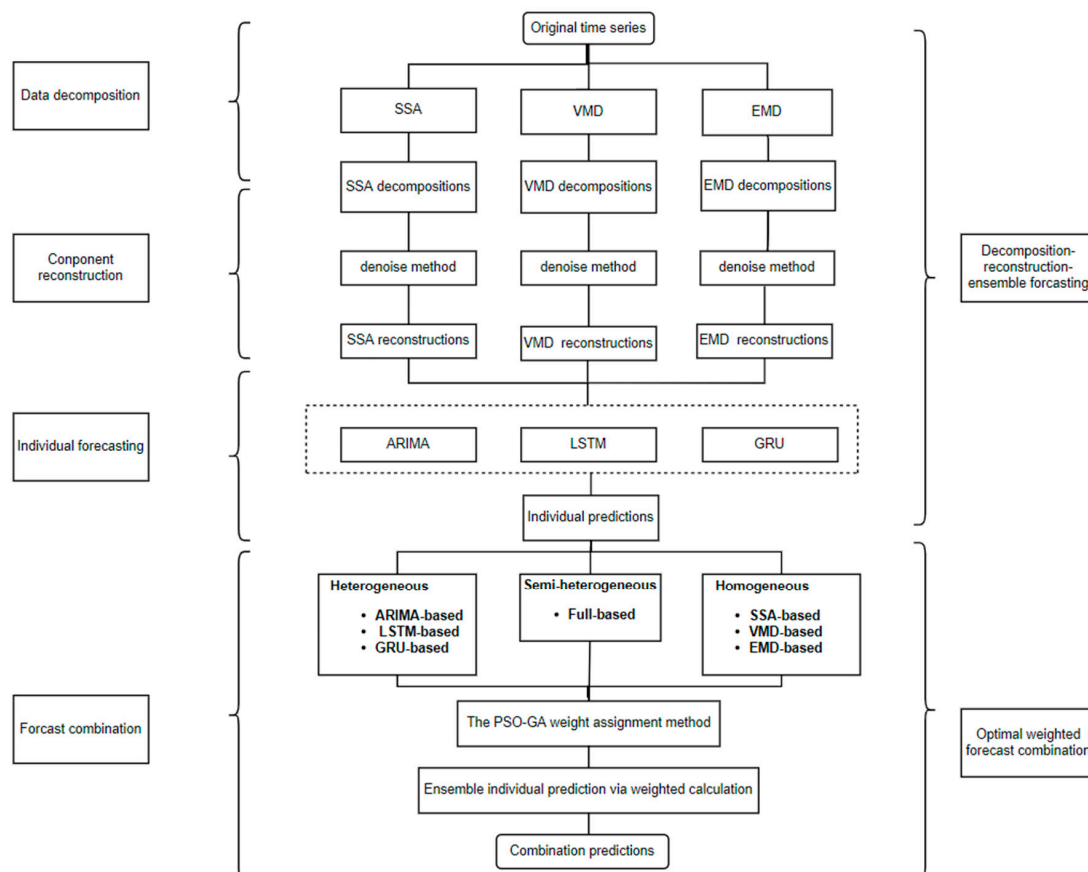 Original time series
Data decomposition
SSA
VMD
EMD
SSA decompositions
VMD decompositions
EMD decompositions
Conponent
reconstruction
denoise method
denoise method
denoise method
Decomposition-
reconstruction-
ensemble forcasting
SSA reconstructions
VMD reconstructions
EMD reconstructions
Individual forecasting
ARIMA
LSTM
GRU
Individual predictions
Heterogeneous
• ARIMA-based
• LSTM-based
• GRU-based
Semi-heterogeneous
• Full-based
Homogeneous
• SSA-based
• VMD-based
• EMD-based
Forcast combination
The PSO-GA weight assignment method
Optimal weighted
forecast combination
Ensemble individual prediction via weighted calculation
Combination predictions